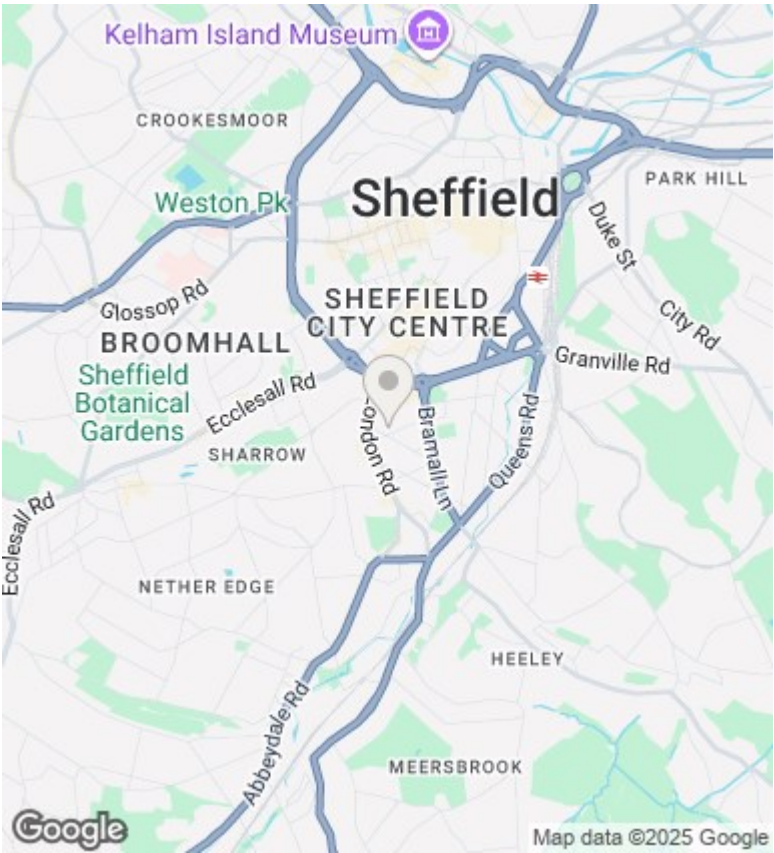 Kelham Island Museum
CROOKESMOOR
Weston Pk
Sheffield
PARK HILL
Duke St
City Rd
Glossop Rd
SHEFFIELD
CITY CENTRE
BROOMHALL
Granville Rd
Sheffield
Botanical
Gardens
Ecclesall Rd
London Rd
Bramall Ln
Queens Rd
SHARROW
Ecclesall Rd
NETHER EDGE
HEELEY
Abbeydale Rd
MEERSBROOK
Google
Map data ©2025 Google